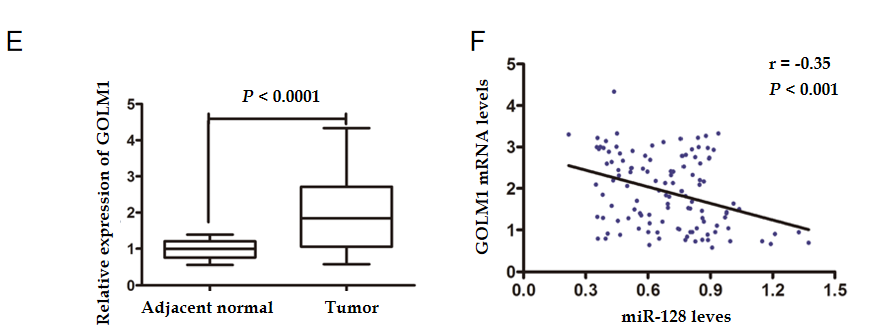 E
P < 0.0001
Relative expression of GOLM1
5
4
3
2
1
0
Adjacent normal
Tumor
F
r = -0.35
P < 0.001
GOLM1 mRNA levels
5
4
3
2
1
0
0.0 0.3 0.6 0.9 1.2 1.5
miR-128 leves